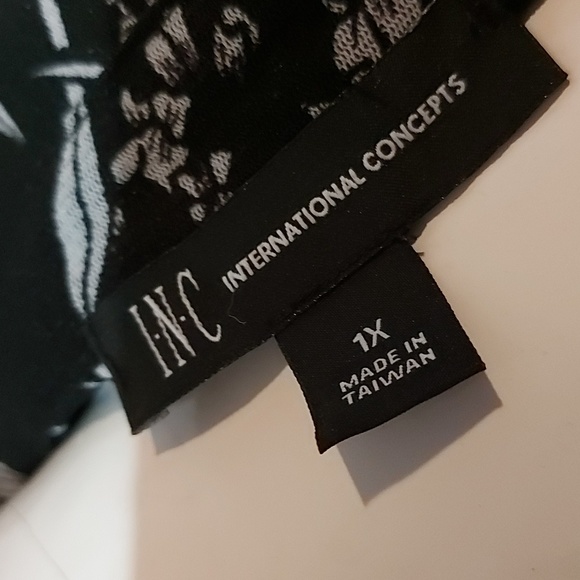 I·N·C INTERNATIONAL CONCEPTS
1X
MADE IN
TAIWAN